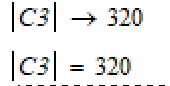 |C3| → 320
|C3| = 320